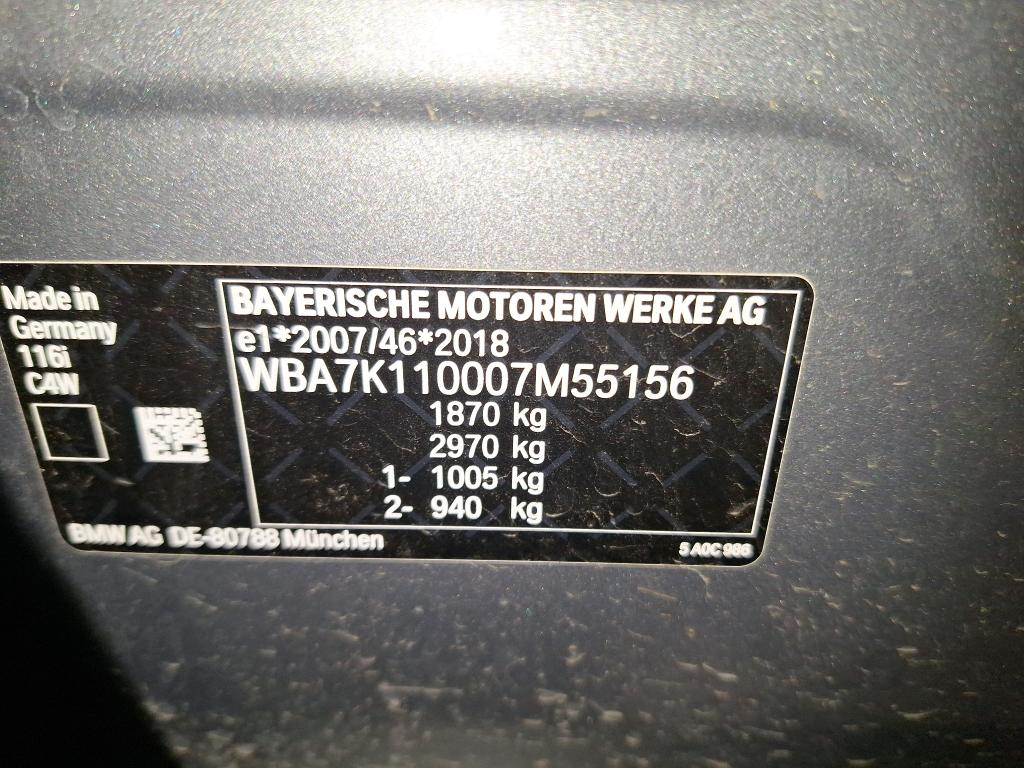 Made in
Germany
116i
C4W
BAYERISCHE MOTOREN WERKE AG
e1*2007/46*2018
WBA7K110007M55156
1870 kg
2970 kg
1- 1005 kg
2- 940 kg
BMW AG DE-80788 München
5 A0C 986